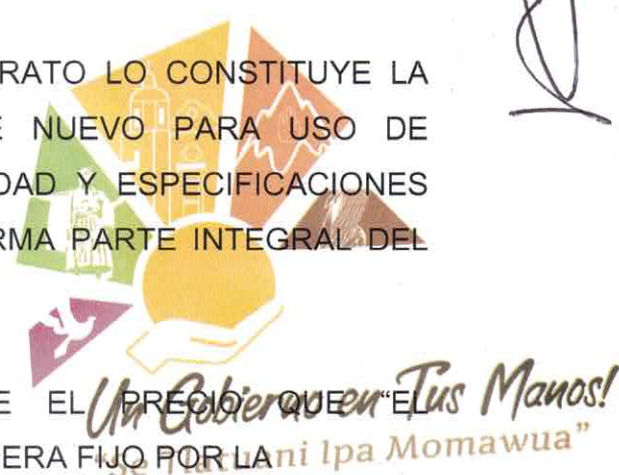 RATO LO CONSTITUYE LA
E NUEVO PARA USO DE
DAD Y ESPECIFICACIONES
RMA PARTE INTEGRAL DEL
E EL PRECIO QUE “EL
Un Gobierno en Tus Manos!
ERA FIJO POR LA
ni Ipa Momawua”